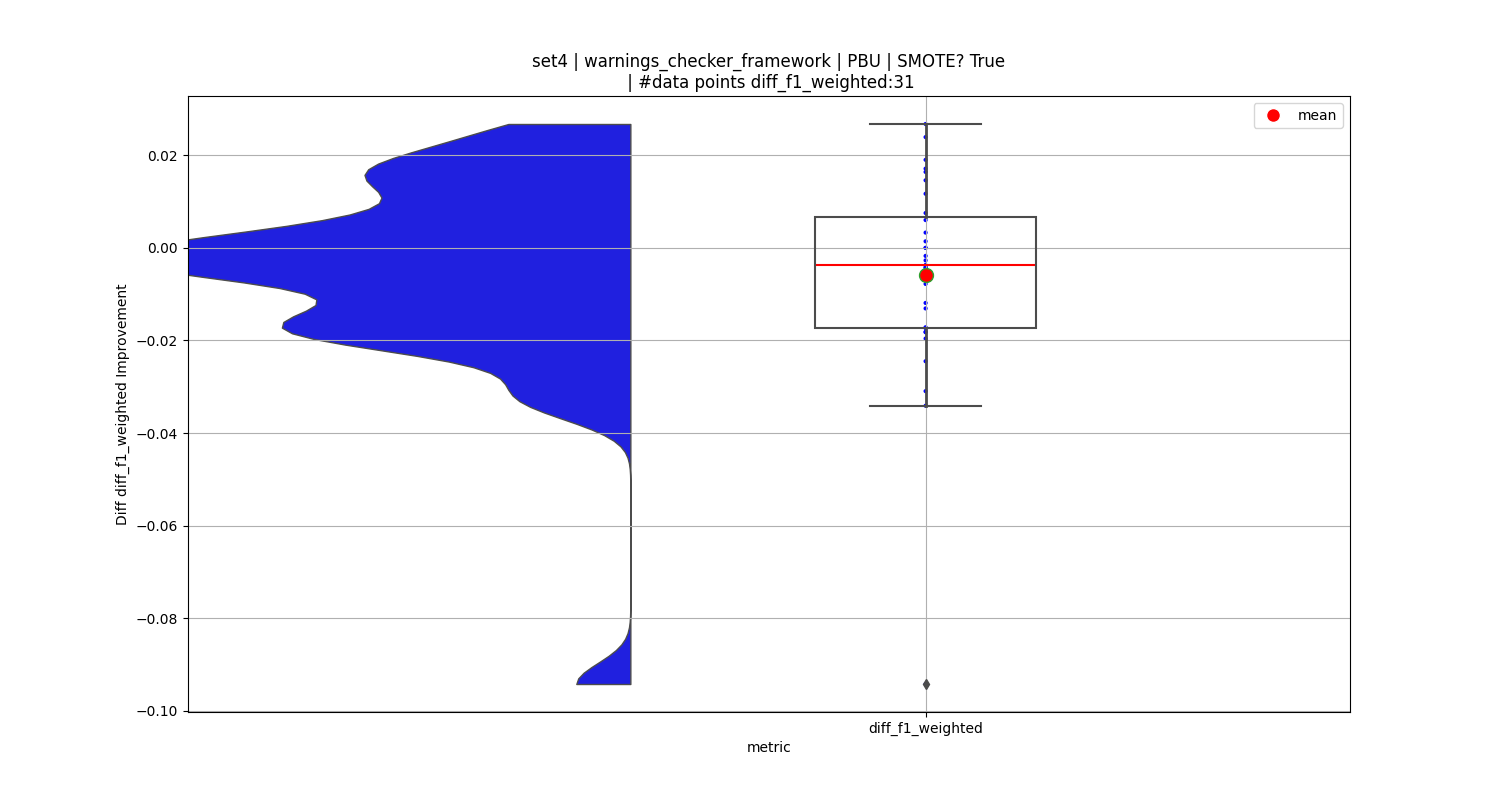 set4 | warnings_checker_framework | PBU | SMOTE? True
| #data points diff_f1_weighted:31
mean
0.02
0.00
−0.02
−0.04
−0.06
−0.08
−0.10
Diff diff_f1_weighted Improvement
diff_f1_weighted
metric